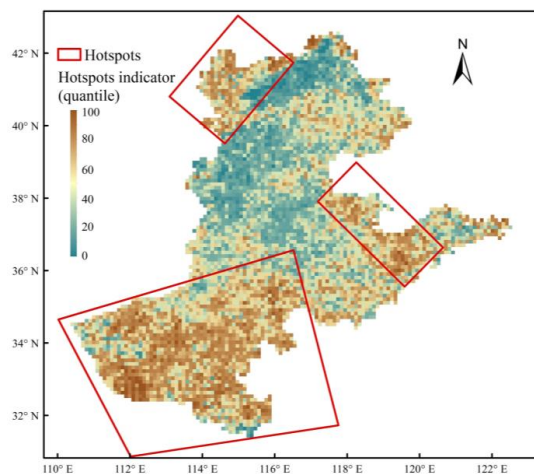 42° N
40° N
38° N
36° N
34° N
32° N
N
Hotspots
Hotspots indicator
(quantile)
100
80
60
40
20
0
110° E
112° E
114° E
116° E
118° E
120° E
122° E